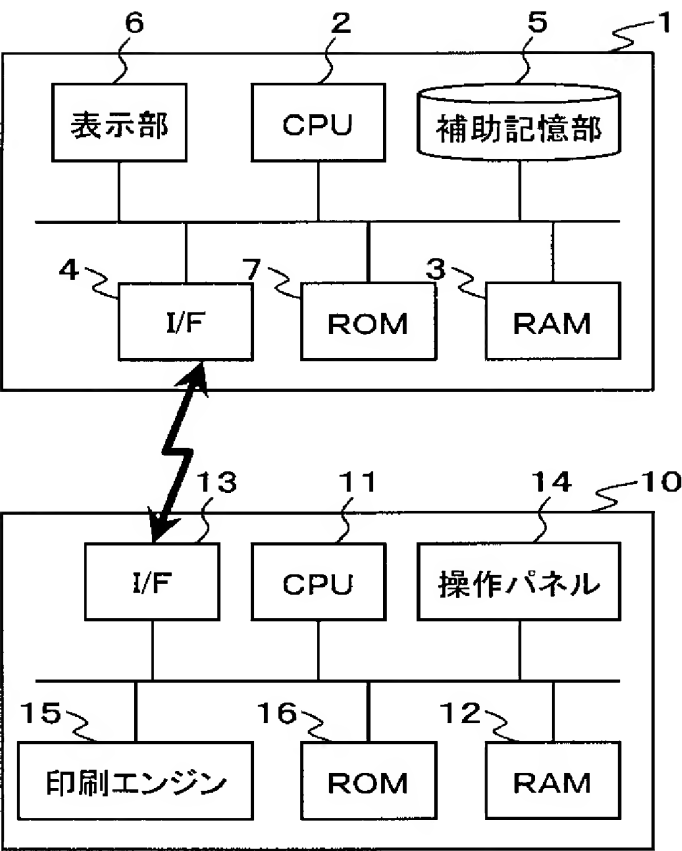 6 2 5 1
表示部 CPU 補助記憶部
4 7 3
I/F ROM RAM
13 11 14 10
I/F CPU 操作パネル
15 16 12
印刷エンジン ROM RAM